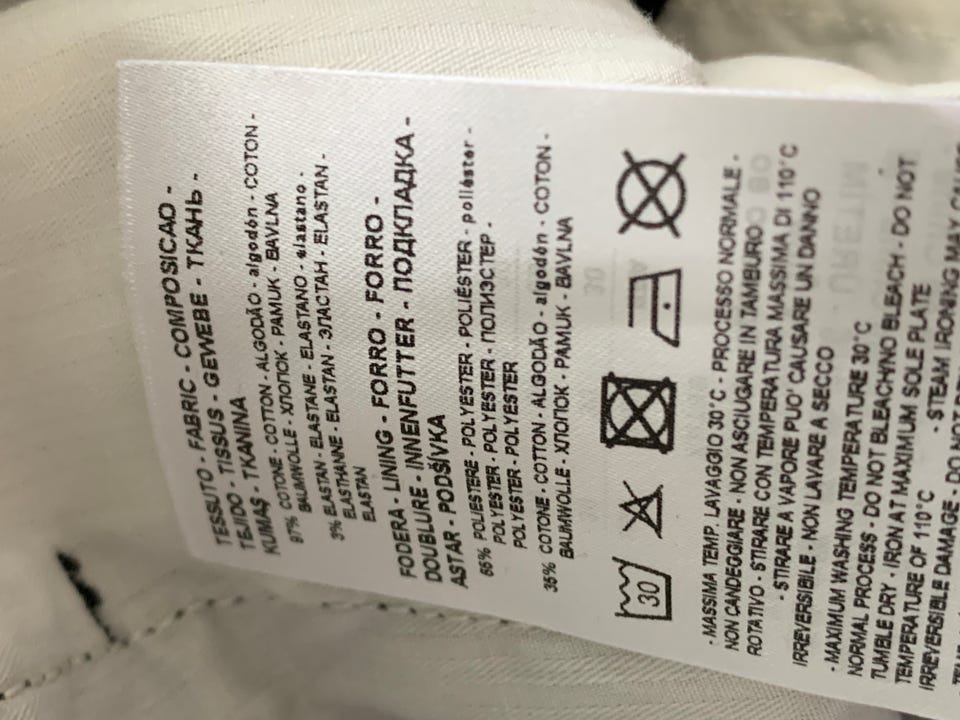 TESSUTO - FABRIC - COMPOSICAO -
TEJIDO - TISSUS - GEWEBE - ТКАНЬ -
KUMAŞ - TKANINA
97% COTONE - COTTON - ALGODÃO - algodón - COTON -
BAUMWOLLE - ХЛОПОК - PAMUK - BAVLNA
3% ELASTAN - ELASTANE - ELASTANO - elastano -
ELASTHANNE - ELASTAN - ЭЛАСТАН - ELASTAN -
ELASTAN
FODERA - LINING - FORRO - FORRO -
DOUBLURE - INNENFUTTER - ПОДКЛАДКА -
ASTAR - PODŠÍVKA
65% POLIESTERE - POLYESTER - POLIÉSTER - poliéster -
POLYESTER - POLYESTER - ПОЛИЭСТЕР -
POLYESTER - POLYESTER
35% COTONE - COTTON - ALGODÃO - algodón - COTON -
BAUMWOLLE - ХЛОПОК - PAMUK - BAVLNA
30
- MASSIMA TEMP. LAVAGGIO 30°C - PROCESSO NORMALE -
NON CANDEGGIARE - NON ASCIUGARE IN TAMBURO
ROTATIVO - STIRARE CON TEMPERATURA MASSIMA DI 110°C
- STIRARE A VAPORE PUO' CAUSARE UN DANNO
IRREVERSIBILE - NON LAVARE A SECCO
- MAXIMUM WASHING TEMPERATURE 30°C
NORMAL PROCESS - DO NOT BLEACH/NO BLEACH - DO NOT
TUMBLE DRY - IRON AT MAXIMUM SOLE PLATE
TEMPERATURE OF 110°C - STEAM IRONING MAY
IRREVERSIBLE DAMAGE - DO NOT